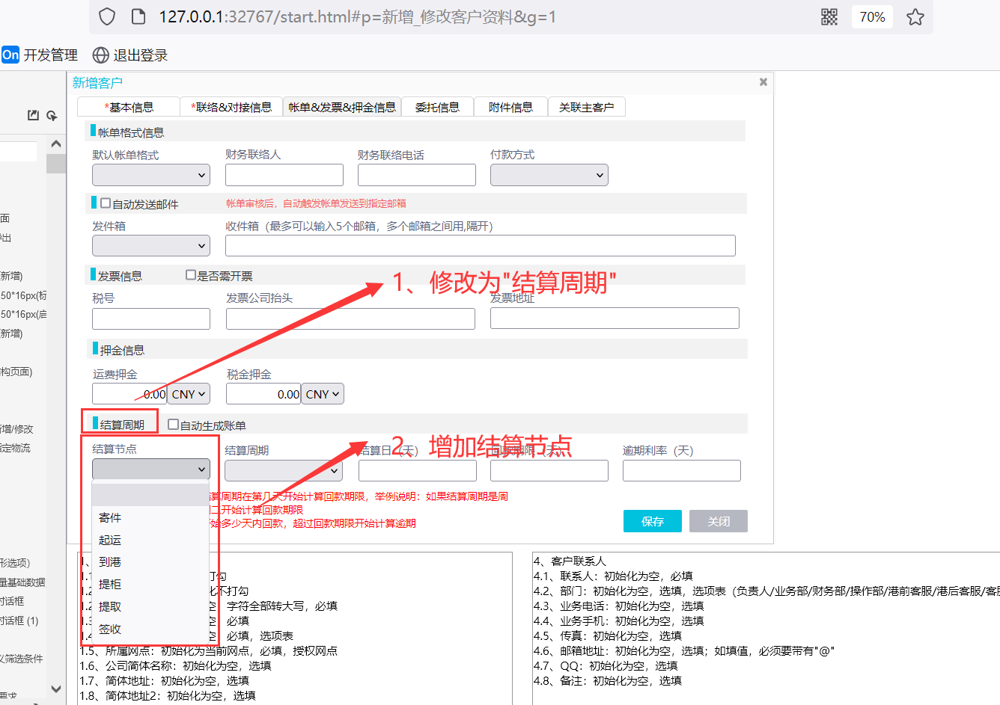 127.0.0.1:32767/start.html#p=新增_修改客户资料&g=1
70%
On 开发管理 退出登录
新增客户
*基本信息 *联络&对接信息 帐单&发票&押金信息 委托信息 附件信息 关联主客户
帐单格式信息
默认帐单格式 财务联络人 财务联络电话 付款方式
自动发送邮件 帐单审核后，自动触发帐单发送到指定邮箱
发件箱 收件箱（最多可以输入5个邮箱，多个邮箱之间用,隔开）
发票信息 是否需开票
1、修改为"结算周期"
税号 发票公司抬头 发票地址
押金信息
运费押金 税金押金
0.00 CNY 0.00 CNY
结算周期 自动生成账单
2、增加结算节点
结算节点 结算周期 结算日（天） 回款期限（天） 逾期利率（天）
算周期在第几天开始计算回款期限，举例说明：如果结算周期是周
二开始计算回款期限
始多少天内回款，超过回款期限开始计算逾期
保存 关闭
寄件
起运
到港
提柜
提取
签收
面
导出
新增)
50*16px(标
50*16px(启
新增)
构页面)
新增/修改
指定物流
形选项)
量基础数据
对话框
对话框 (1)
义筛选条件
要求
1、
1.1 打勾
1.2 化不打勾
1.2 空，字符全部转大写，必填
1.3 空，必填
1.4 空，必填，选项表
1.5、所属网点：初始化为当前网点，必填，授权网点
1.6、公司简体名称：初始化为空，选填
1.7、简体地址：初始化为空，选填
1.8、简体地址2：初始化为空，选填
4、客户联系人
4.1、联系人：初始化为空，必填
4.2、部门：初始化为空，选填，选项表（负责人/业务部/财务部/操作部/港前客服/港后客服/客服
4.3、业务电话：初始化为空，选填
4.4、业务手机：初始化为空，选填
4.5、传真：初始化为空，选填
4.6、邮箱地址：初始化为空，选填；如填值，必须要带有"@"
4.7、QQ：初始化为空，选填
4.8、备注：初始化为空，选填